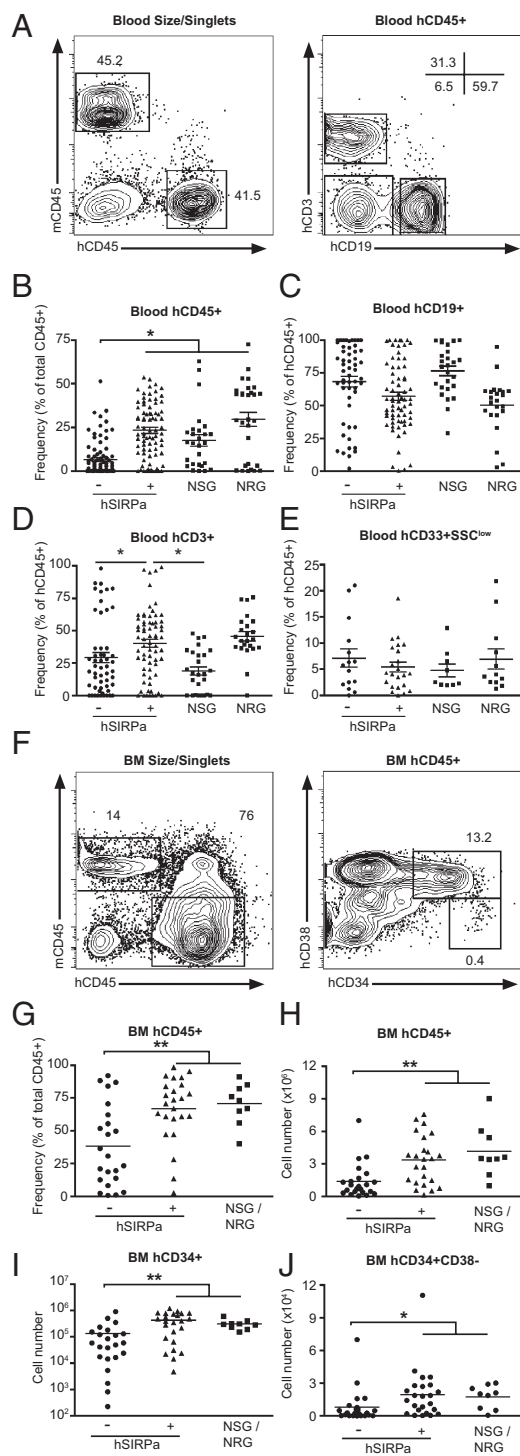 A
Blood Size/Singlets
Blood hCD45+
45.2
41.5
31.3
6.5
59.7
mCD45
hCD45
hCD3
hCD19
B
Blood hCD45+
*
Frequency (% of total CD45+)
75
50
25
0
-
+
NSG
NRG
hSIRPa
C
Blood hCD19+
Frequency (% of hCD45+)
100
75
50
25
0
-
+
NSG
NRG
hSIRPa
D
Blood hCD3+
*
*
Frequency (% of hCD45+)
100
75
50
25
0
-
+
NSG
NRG
hSIRPa
E
Blood hCD33+SSClow
Frequency (% of hCD45+)
25
20
15
10
5
0
-
+
NSG
NRG
hSIRPa
F
BM Size/Singlets
BM hCD45+
14
76
13.2
0.4
mCD45
hCD45
hCD38
hCD34
G
BM hCD45+
**
Frequency (% of total CD45+)
100
75
50
25
0
-
+
NSG /
NRG
hSIRPa
H
BM hCD45+
**
Cell number (x10⁶)
12
9
6
3
0
-
+
NSG /
NRG
hSIRPa
I
BM hCD34+
**
Cell number
10⁷
10⁶
10⁵
10⁴
10³
10²
-
+
NSG /
NRG
hSIRPa
J
BM hCD34+CD38-
*
Cell number (x10⁴)
12
9
6
3
0
-
+
NSG /
NRG
hSIRPa